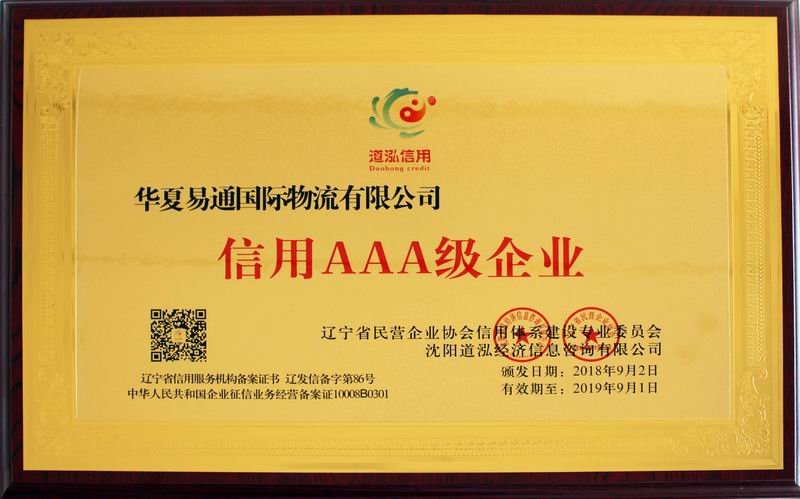 道泓信用
Daohong credit
华夏易通国际物流有限公司
信用AAA级企业
辽宁省民营企业协会信用体系建设专业委员会
沈阳道泓经济信息咨询有限公司
颁发日期：2018年9月2日
有效期至：2019年9月1日
辽宁省信用服务机构备案证书 辽发信备字第86号
中华人民共和国企业征信业务经营备案证10008B0301